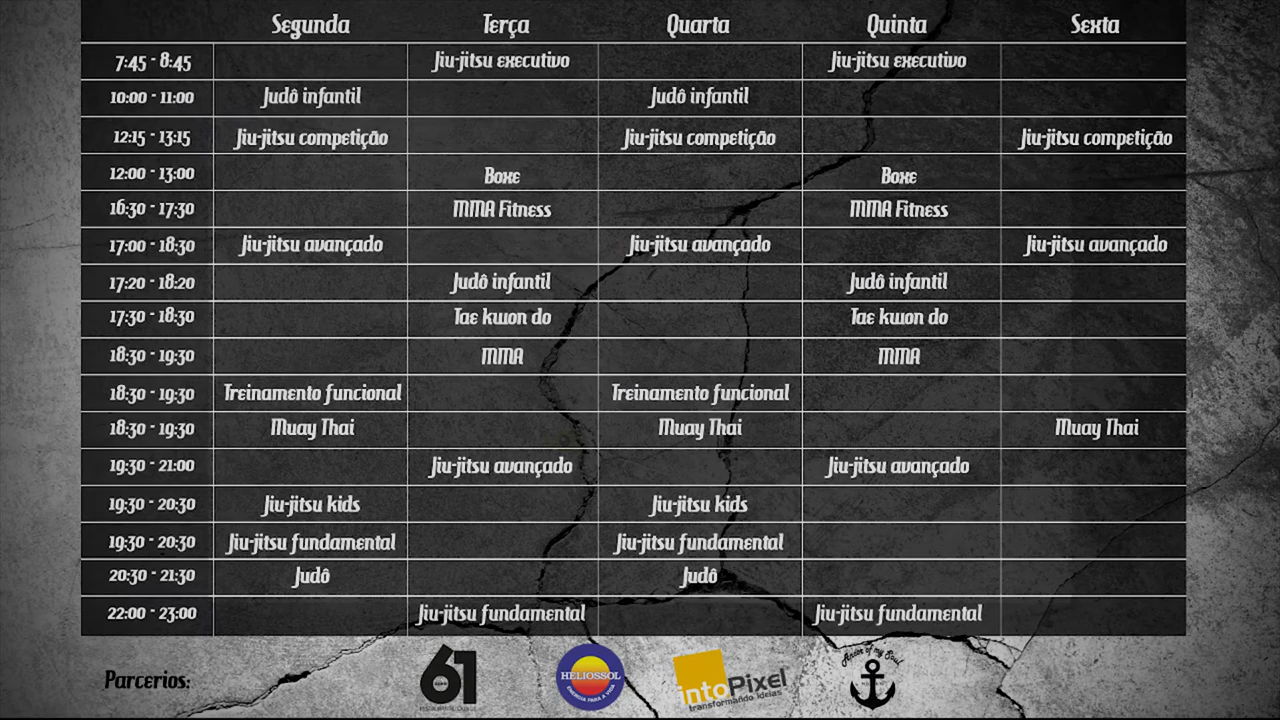 Segunda Terça Quarta Quinta Sexta
7:45 - 8:45 Jiu-jitsu executivo Jiu-jitsu executivo
10:00 - 11:00 Judô infantil Judô infantil
12:15 - 13:15 Jiu-jitsu competição Jiu-jitsu competição Jiu-jitsu competição
12:00 - 13:00 Boxe Boxe
16:30 - 17:30 MMA Fitness MMA Fitness
17:00 - 18:30 Jiu-jitsu avançado Jiu-jitsu avançado Jiu-jitsu avançado
17:20 - 18:20 Judô infantil Judô infantil
17:30 - 18:30 Tae kwon do Tae kwon do
18:30 - 19:30 MMA MMA
18:30 - 19:30 Treinamento funcional Treinamento funcional
18:30 - 19:30 Muay Thai Muay Thai Muay Thai
19:30 - 21:00 Jiu-jitsu avançado Jiu-jitsu avançado
19:30 - 20:30 Jiu-jitsu kids Jiu-jitsu kids
19:30 - 20:30 Jiu-jitsu fundamental Jiu-jitsu fundamental
20:30 - 21:30 Judô Judô
22:00 - 23:00 Jiu-jitsu fundamental Jiu-jitsu fundamental
Parcerios:
61
HELIOSSOL
ENERGIA PARA A VIDA
intoPixel
transformando ideias
of my Soul